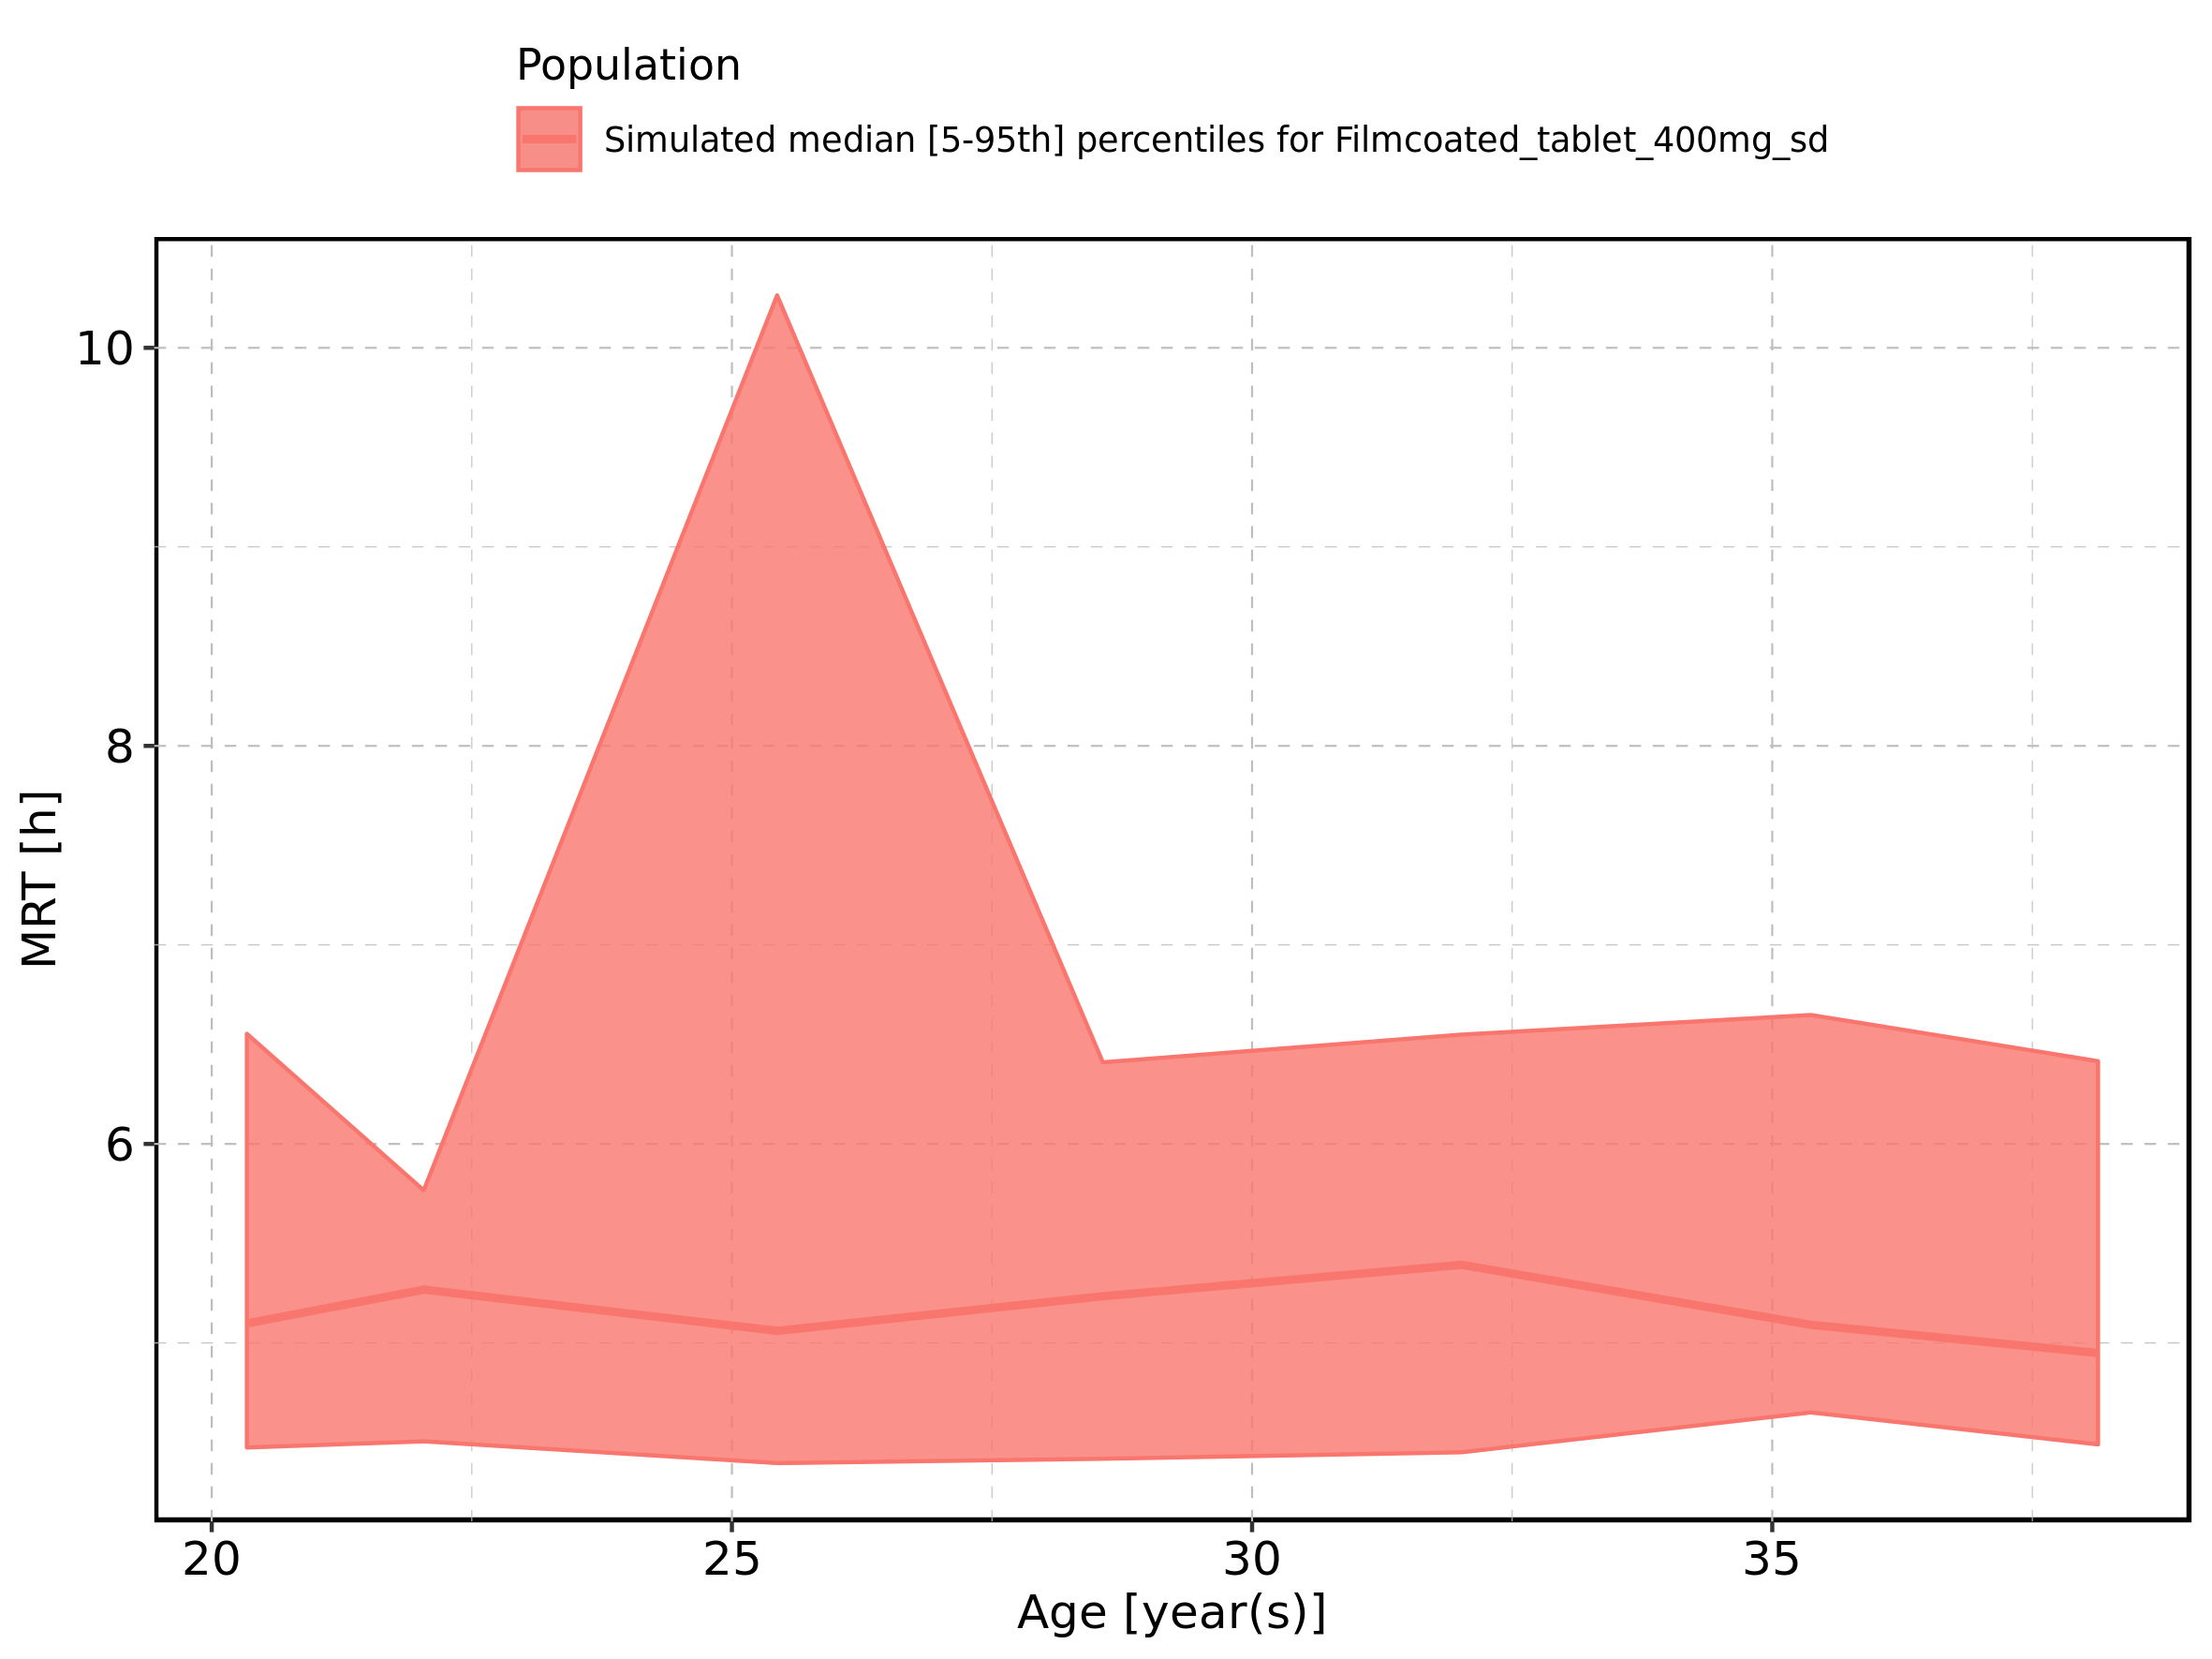 Population
Simulated median [5-95th] percentiles for Filmcoated_tablet_400mg_sd
10
8
6
MRT [h]
20 25 30 35
Age [year(s)]